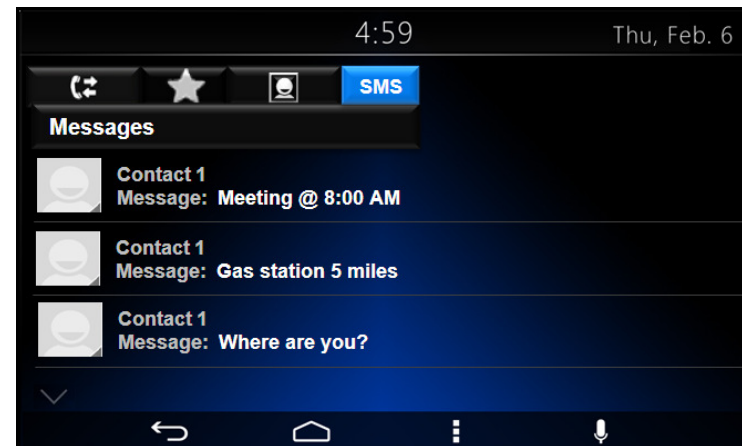 4:59
Thu, Feb. 6
SMS
Messages
Contact 1
Message: Meeting @ 8:00 AM
Contact 1
Message: Gas station 5 miles
Contact 1
Message: Where are you?